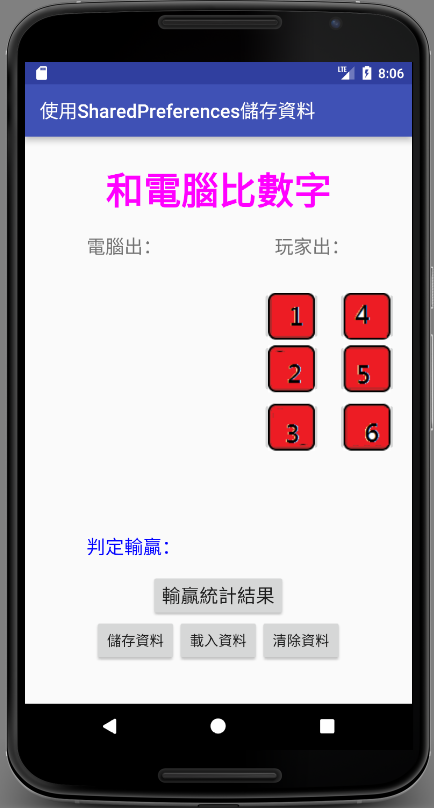 LTE 8:06
使用SharedPreferences儲存資料
和電腦比數字
電腦出: 玩家出:
1 4
2 5
3 6
判定輸贏:
輸贏統計結果
儲存資料 載入資料 清除資料